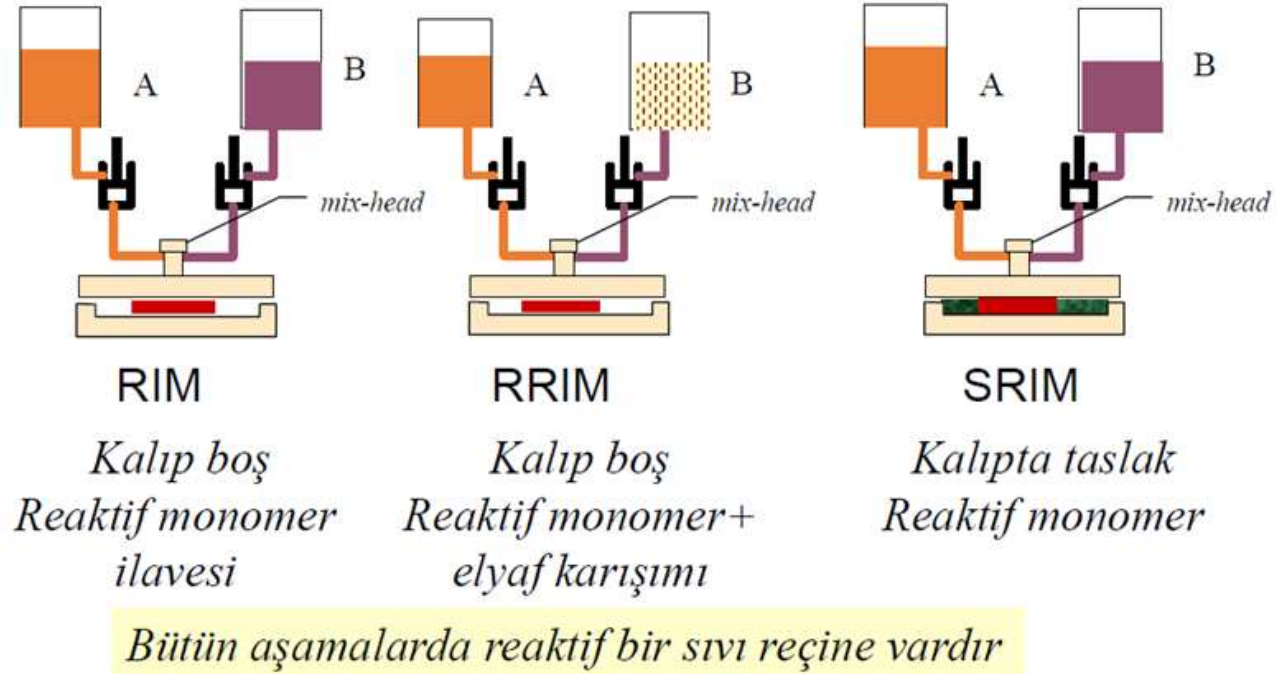 A
B
mix-head
RIM
Kalıp boş
Reaktif monomer
ilavesi
A
B
mix-head
RRIM
Kalıp boş
Reaktif monomer+
elyaf karışımı
A
B
mix-head
SRIM
Kalıpta taslak
Reaktif monomer
Bütün aşamalarda reaktif bir sıvı reçine vardır